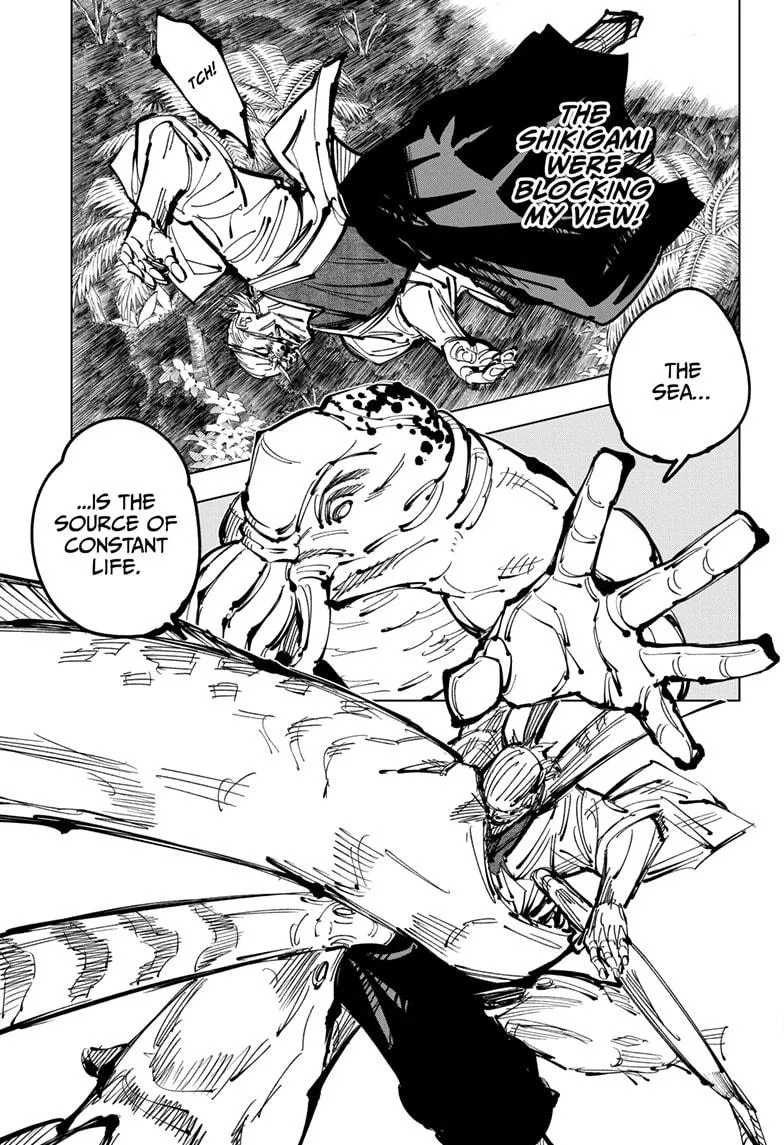 TCH!
THE
SHIKIGAMI
WERE
BLOCKING
MY VIEW!
THE
SEA...
...IS THE
SOURCE OF
CONSTANT
LIFE.